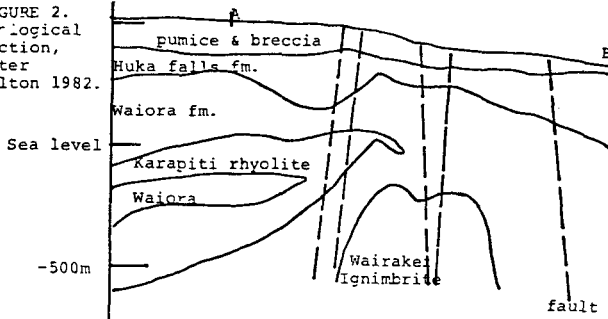 GURE 2.
ological
ction,
ter
lton 1982.
A
B
pumice & breccia
Huka falls fm.
Waiora fm.
Sea level
Karapiti rhyolite
Waiora
-500m
Wairakei
Ignimbrite
fault